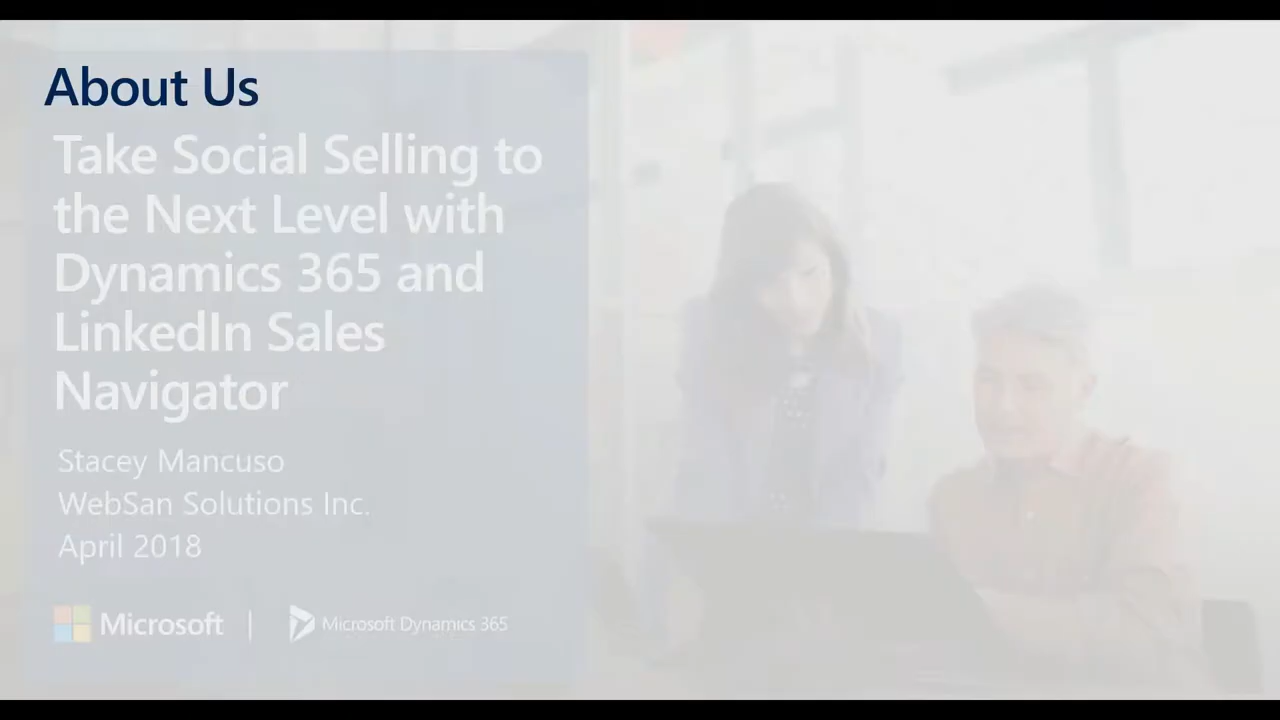 About Us
Take Social Selling to
the Next Level with
Dynamics 365 and
LinkedIn Sales
Navigator
Stacey Mancuso
WebSan Solutions Inc.
April 2018
Microsoft | Microsoft Dynamics 365